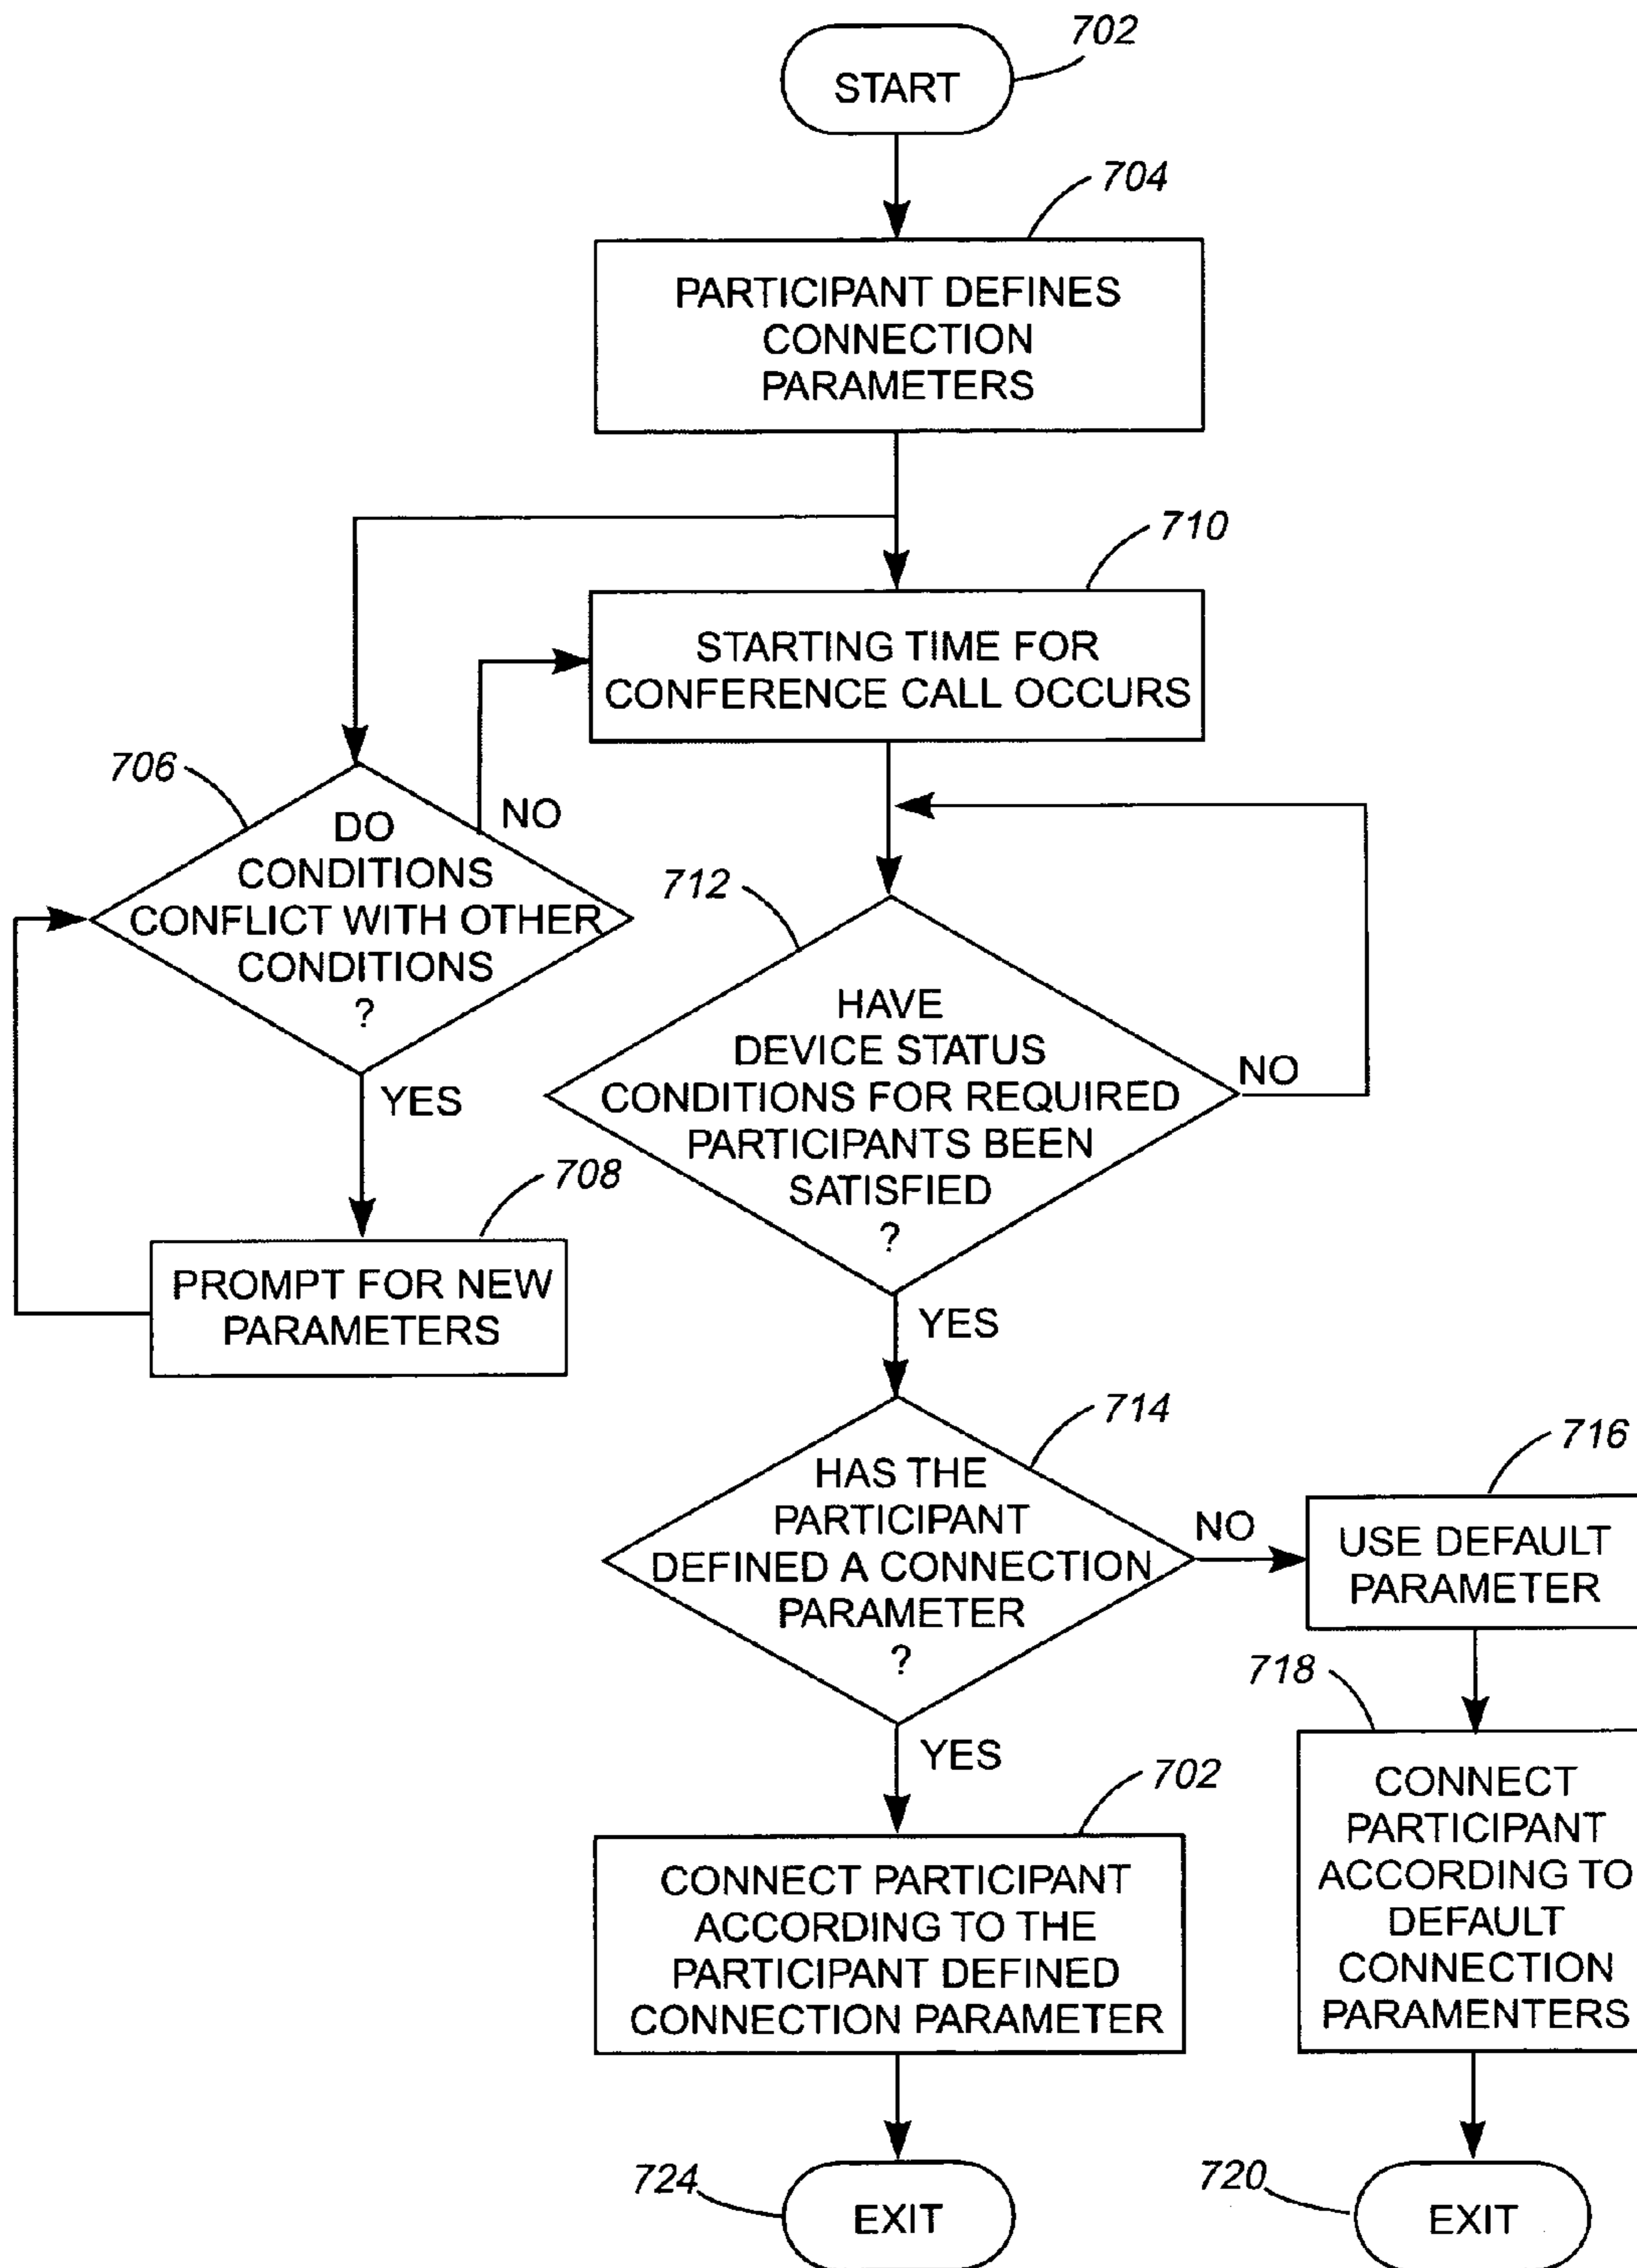 702
START
704
PARTICIPANT DEFINES
CONNECTION
PARAMETERS
710
STARTING TIME FOR
CONFERENCE CALL OCCURS
706
DO
CONDITIONS
CONFLICT WITH OTHER
CONDITIONS
?
NO
YES
708
PROMPT FOR NEW
PARAMETERS
712
HAVE
DEVICE STATUS
CONDITIONS FOR REQUIRED
PARTICIPANTS BEEN
SATISFIED
?
NO
YES
714
HAS THE
PARTICIPANT
DEFINED A CONNECTION
PARAMETER
?
NO
YES
716
USE DEFAULT
PARAMETER
718
CONNECT
PARTICIPANT
ACCORDING TO
DEFAULT
CONNECTION
PARAMENTERS
702
CONNECT PARTICIPANT
ACCORDING TO THE
PARTICIPANT DEFINED
CONNECTION PARAMETER
724
EXIT
720
EXIT